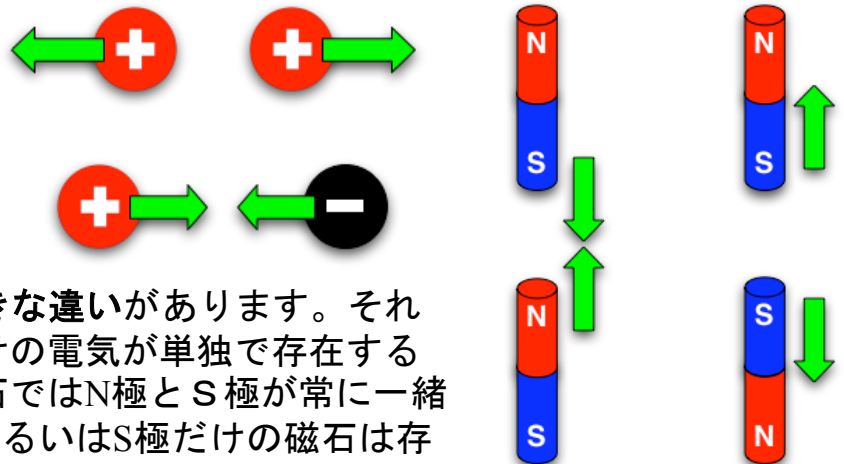 + +
N N
S S
+ −
きな違いがあります。それ
けの電気が単独で存在する
石ではN極とＳ極が常に一緒
るいはS極だけの磁石は存
N S
S N